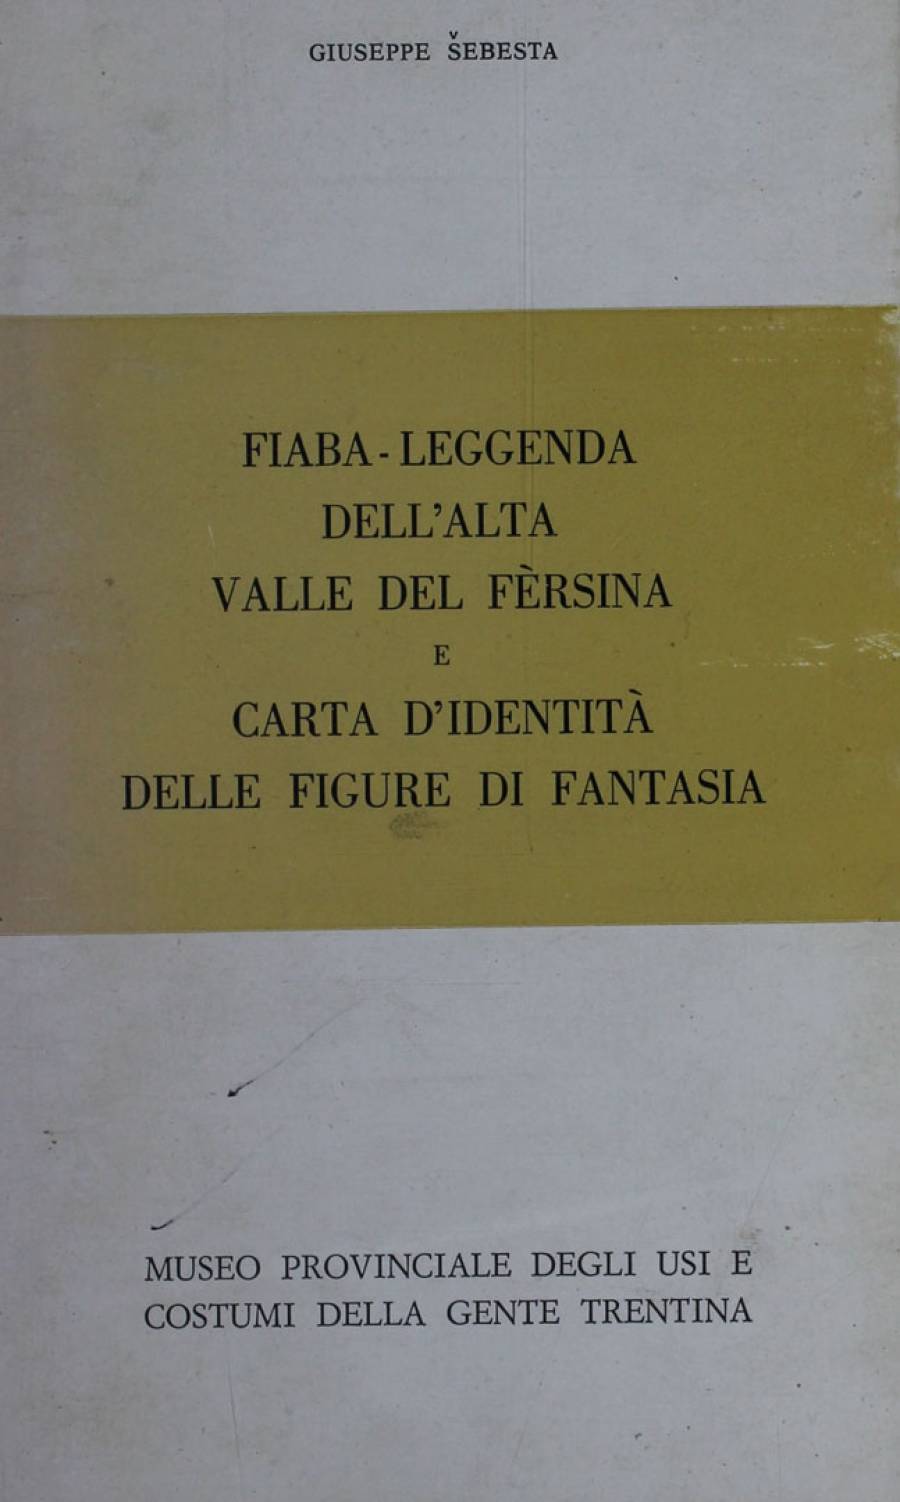 GIUSEPPE ŠEBESTA
FIABA - LEGGENDA
DELL'ALTA
VALLE DEL FÈRSINA
E
CARTA D'IDENTITÀ
DELLE FIGURE DI FANTASIA
MUSEO PROVINCIALE DEGLI USI E
COSTUMI DELLA GENTE TRENTINA